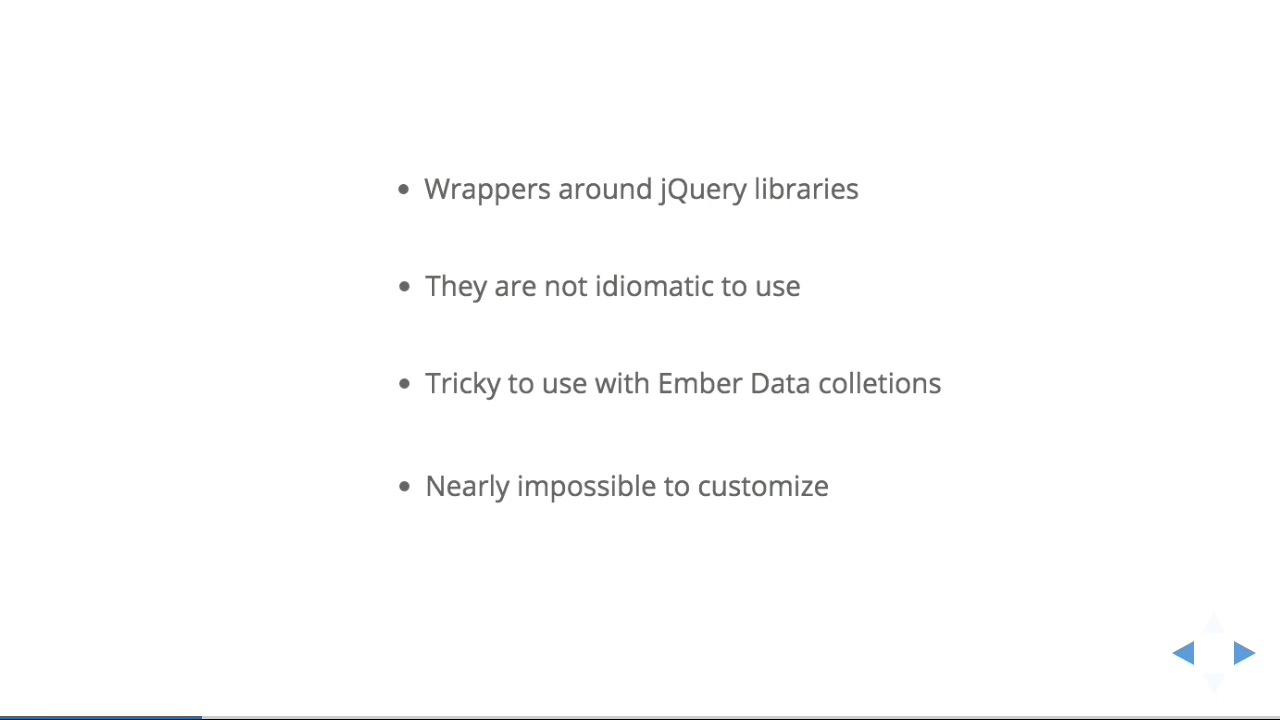 • Wrappers around jQuery libraries
• They are not idiomatic to use
• Tricky to use with Ember Data colletions
• Nearly impossible to customize